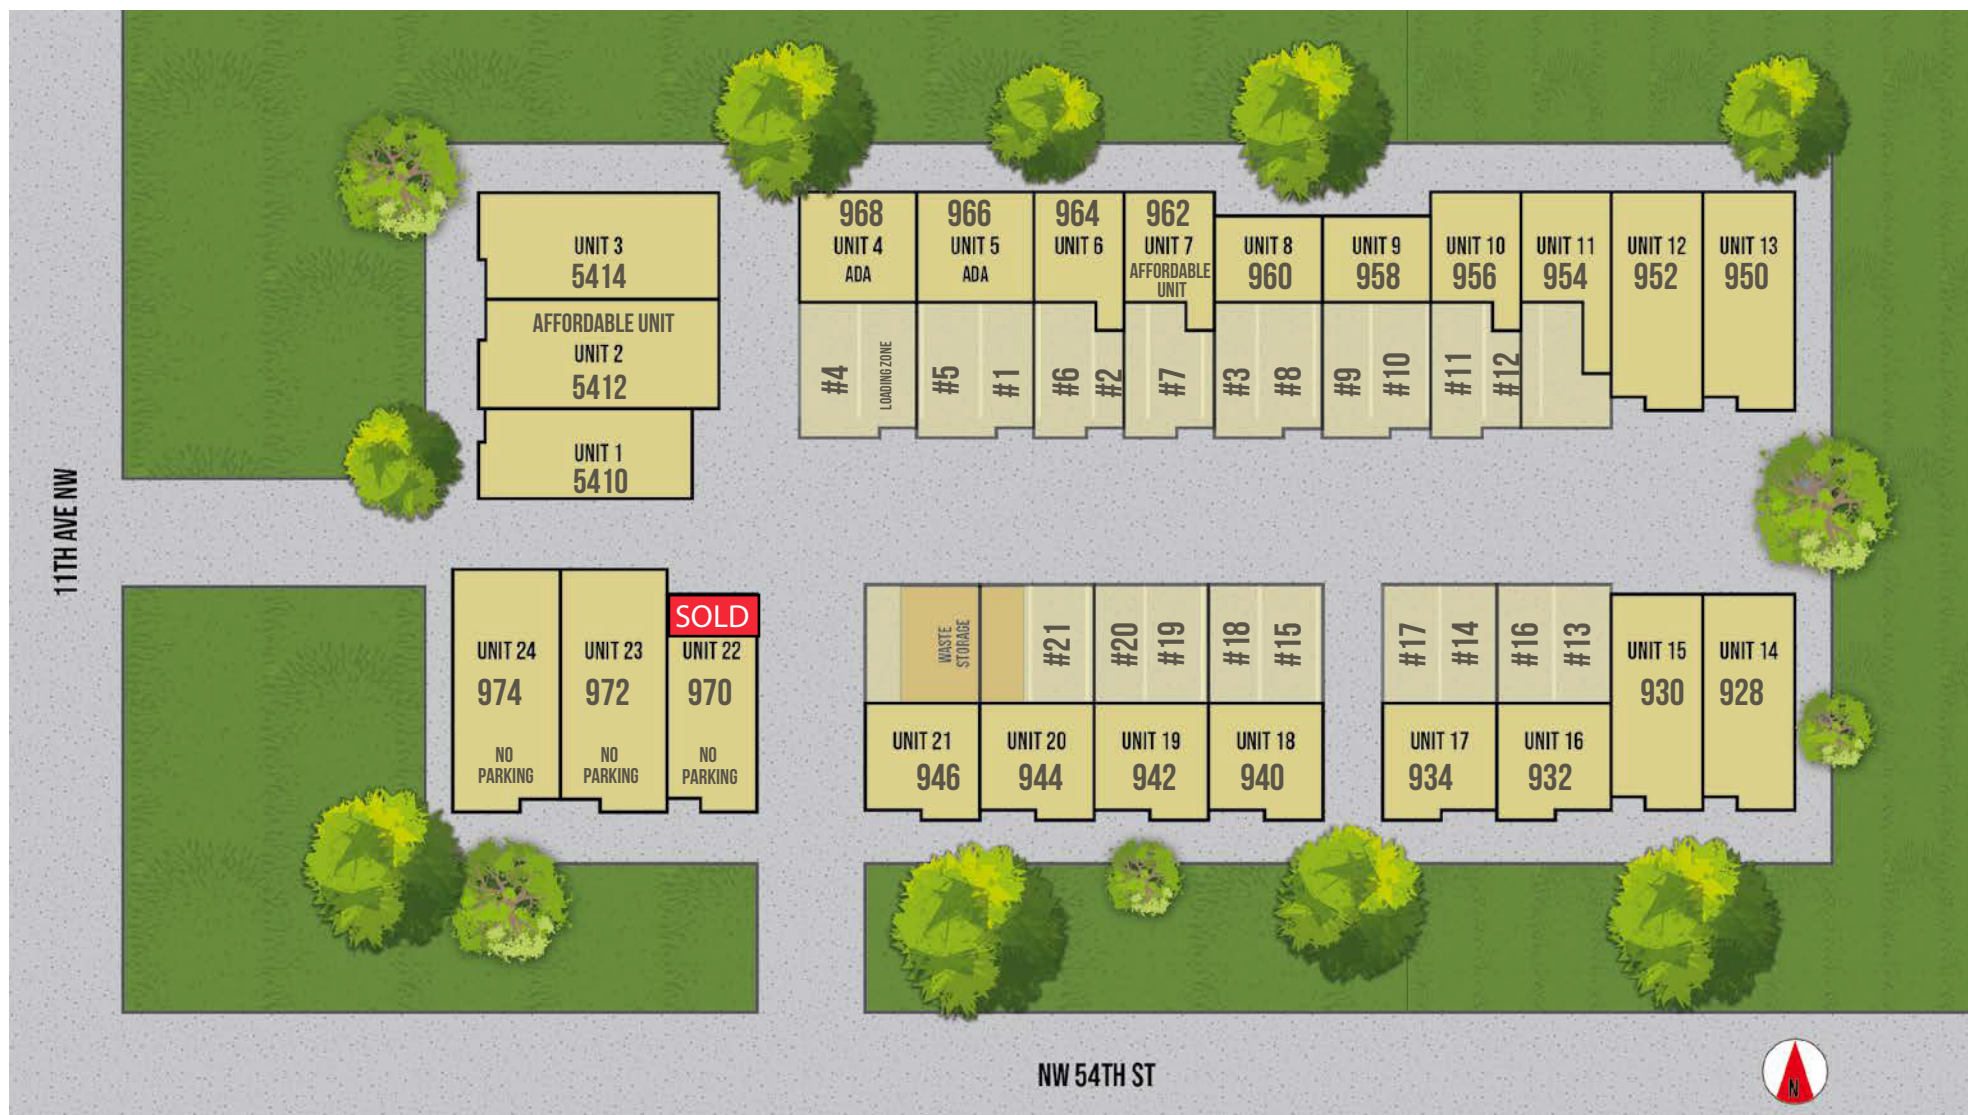 968
966
964
962
UNIT 3
5414
UNIT 4
ADA
UNIT 5
ADA
UNIT 6
UNIT 7
AFFORDABLE
UNIT
UNIT 8
960
UNIT 9
958
UNIT 10
956
UNIT 11
954
UNIT 12
952
UNIT 13
950
AFFORDABLE UNIT
UNIT 2
5412
#4
LOADING ZONE
#5
#1
#6
#2
#7
#3
#8
#9
#10
#11
#12
UNIT 1
5410
11TH AVE NW
SOLD
UNIT 24
974
NO
PARKING
UNIT 23
972
NO
PARKING
UNIT 22
970
NO
PARKING
WASTE
STORAGE
#21
#20
#19
#18
#15
#17
#14
#16
#13
UNIT 15
930
UNIT 14
928
UNIT 21
946
UNIT 20
944
UNIT 19
942
UNIT 18
940
UNIT 17
934
UNIT 16
932
NW 54TH ST
N